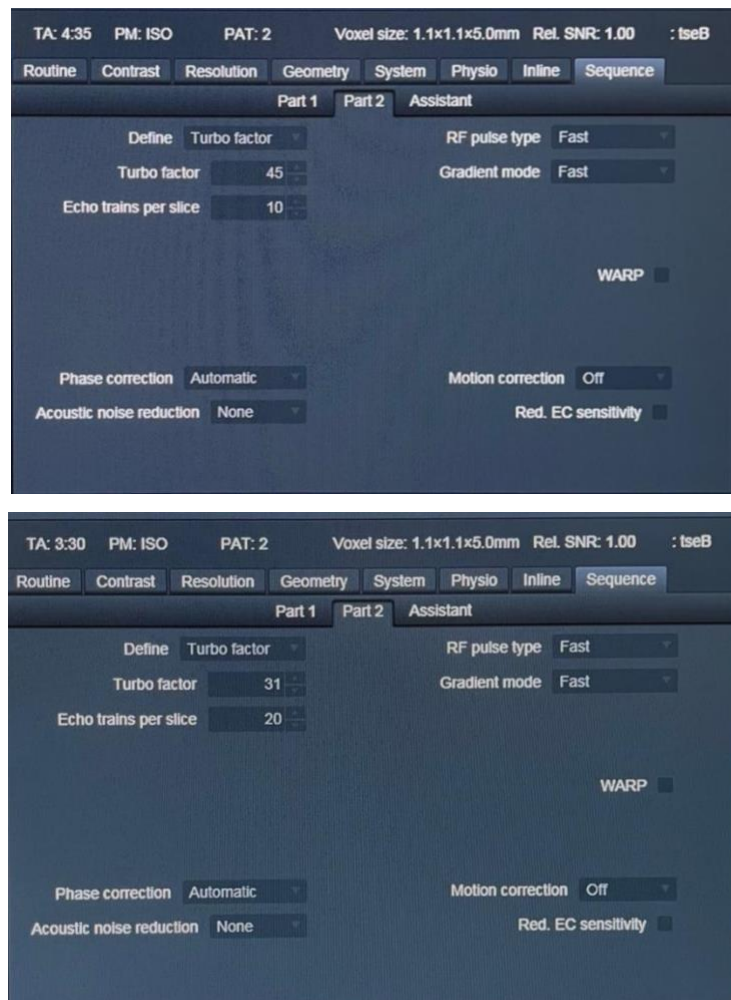 TA: 4:35 PM: ISO PAT: 2 Voxel size: 1.1×1.1×5.0mm Rel. SNR: 1.00 : tseB
Routine Contrast Resolution Geometry System Physio Inline Sequence
Part 1 Part 2 Assistant
Define Turbo factor RF pulse type Fast
Turbo factor 45 Gradient mode Fast
Echo trains per slice 10
WARP
Phase correction Automatic Motion correction Off
Acoustic noise reduction None Red. EC sensitivity
TA: 3:30 PM: ISO PAT: 2 Voxel size: 1.1×1.1×5.0mm Rel. SNR: 1.00 : tseB
Routine Contrast Resolution Geometry System Physio Inline Sequence
Part 1 Part 2 Assistant
Define Turbo factor RF pulse type Fast
Turbo factor 31 Gradient mode Fast
Echo trains per slice 20
WARP
Phase correction Automatic Motion correction Off
Acoustic noise reduction None Red. EC sensitivity